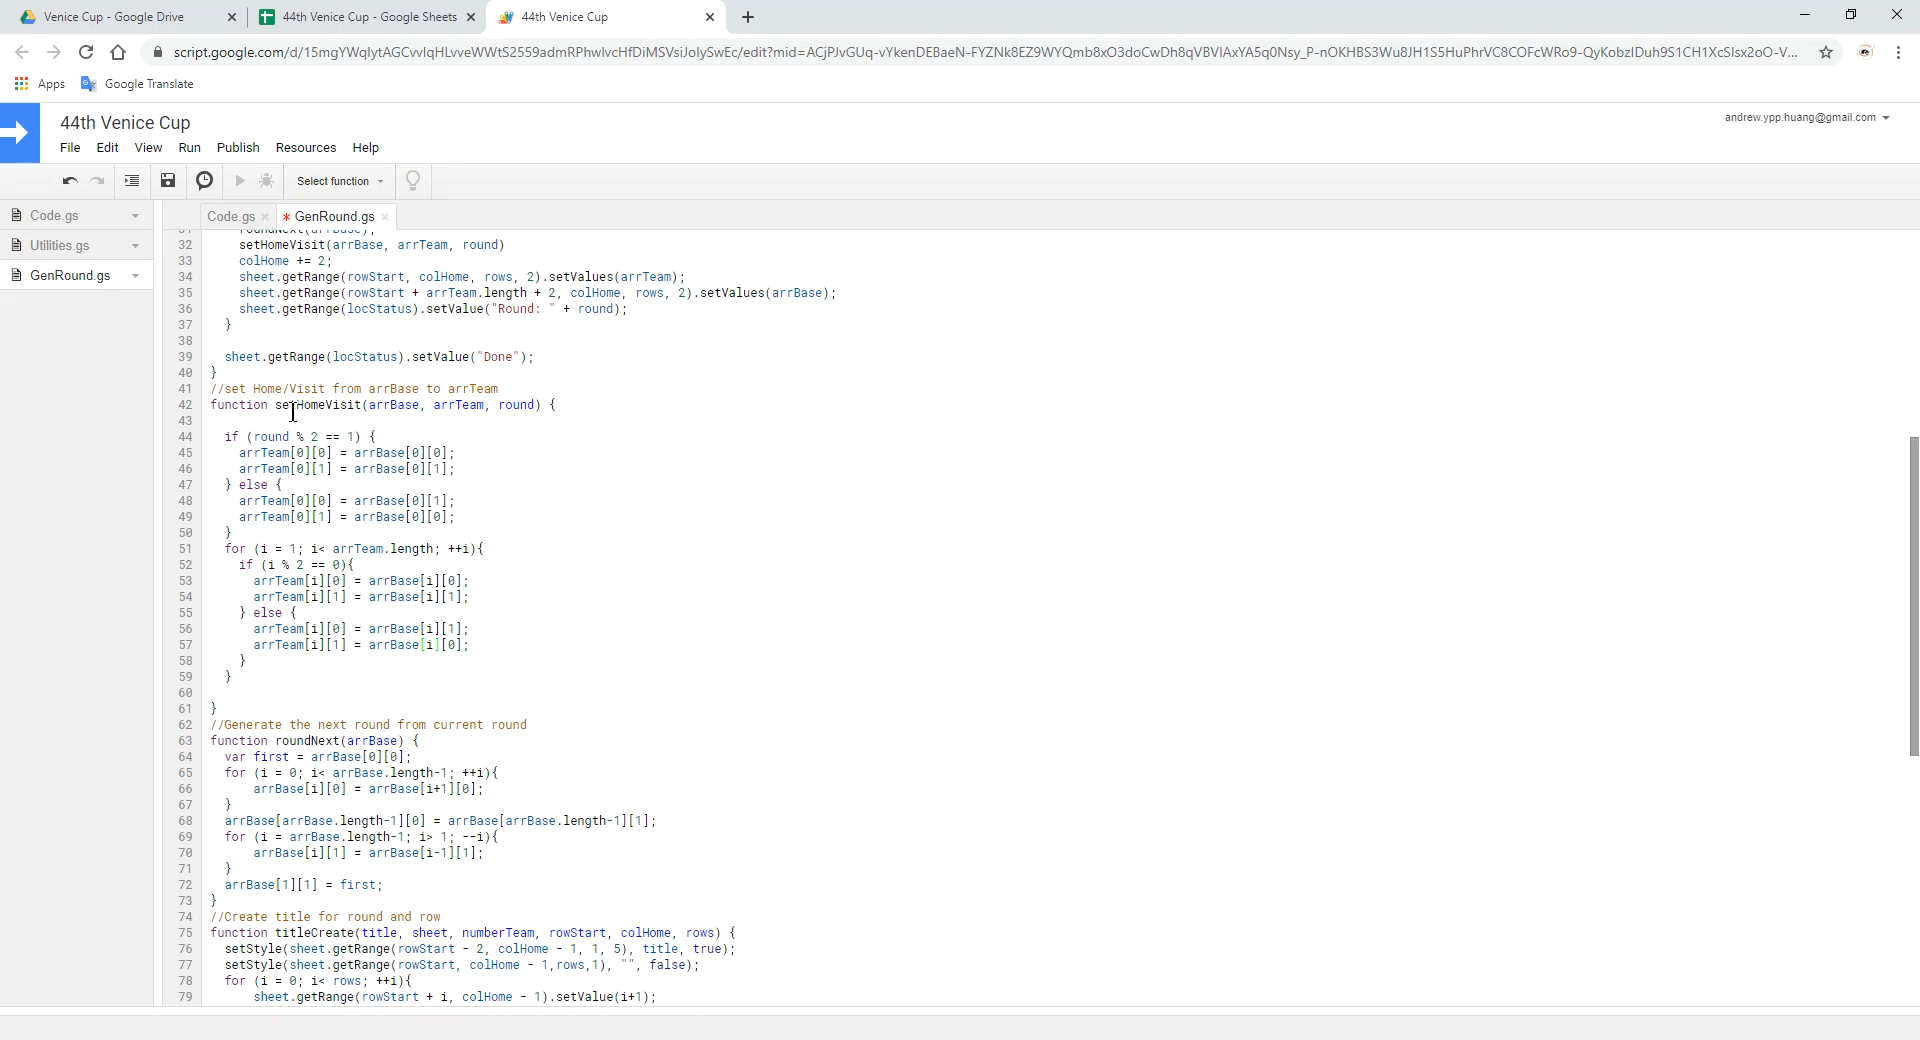 Venice Cup - Google Drive
44th Venice Cup - Google Sheets
44th Venice Cup
Apps
Google Translate
44th Venice Cup
andrew.ypp.huang@gmail.com
File Edit View Run Publish Resources Help
Select function
Code.gs
Utilities.gs
GenRound.gs
Code.gs
* GenRound.gs
32 setHomeVisit(arrBase, arrTeam, round)
33 colHome += 2;
34 sheet.getRange(rowStart, colHome, rows, 2).setValues(arrTeam);
35 sheet.getRange(rowStart + arrTeam.length + 2, colHome, rows, 2).setValues(arrBase);
36 sheet.getRange(locStatus).setValue("Round: " + round);
37 }
38
39 sheet.getRange(locStatus).setValue("Done");
40 }
41 //set Home/Visit from arrBase to arrTeam
42 function setHomeVisit(arrBase, arrTeam, round) {
43
44 if (round % 2 == 1) {
45 arrTeam[0][0] = arrBase[0][0];
46 arrTeam[0][1] = arrBase[0][1];
47 } else {
48 arrTeam[0][0] = arrBase[0][1];
49 arrTeam[0][1] = arrBase[0][0];
50 }
51 for (i = 1; i< arrTeam.length; ++i){
52 if (i % 2 == 0){
53 arrTeam[i][0] = arrBase[i][0];
54 arrTeam[i][1] = arrBase[i][1];
55 } else {
56 arrTeam[i][0] = arrBase[i][1];
57 arrTeam[i][1] = arrBase[i][0];
58 }
59 }
60
61 }
62 //Generate the next round from current round
63 function roundNext(arrBase) {
64 var first = arrBase[0][0];
65 for (i = 0; i< arrBase.length-1; ++i){
66 arrBase[i][0] = arrBase[i+1][0];
67 }
68 arrBase[arrBase.length-1][0] = arrBase[arrBase.length-1][1];
69 for (i = arrBase.length-1; i> 1; --i){
70 arrBase[i][1] = arrBase[i-1][1];
71 }
72 arrBase[1][1] = first;
73 }
74 //Create title for round and row
75 function titleCreate(title, sheet, numberTeam, rowStart, colHome, rows) {
76 setStyle(sheet.getRange(rowStart - 2, colHome - 1, 1, 5), title, true);
77 setStyle(sheet.getRange(rowStart, colHome - 1,rows,1), "", false);
78 for (i = 0; i< rows; ++i){
79 sheet.getRange(rowStart + i, colHome - 1).setValue(i+1);